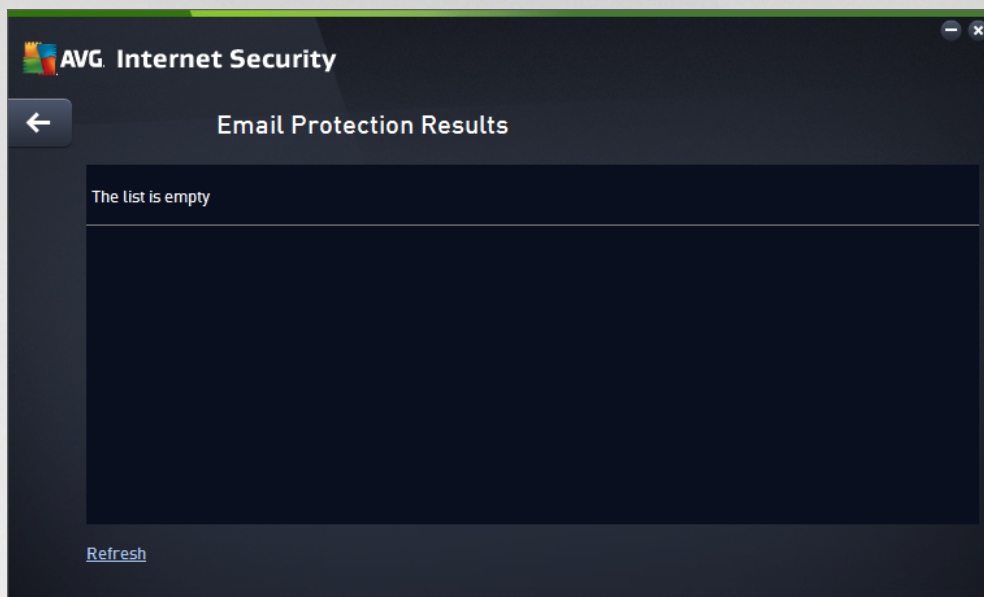 AVG. Internet Security
Email Protection Results
The list is empty
Refresh